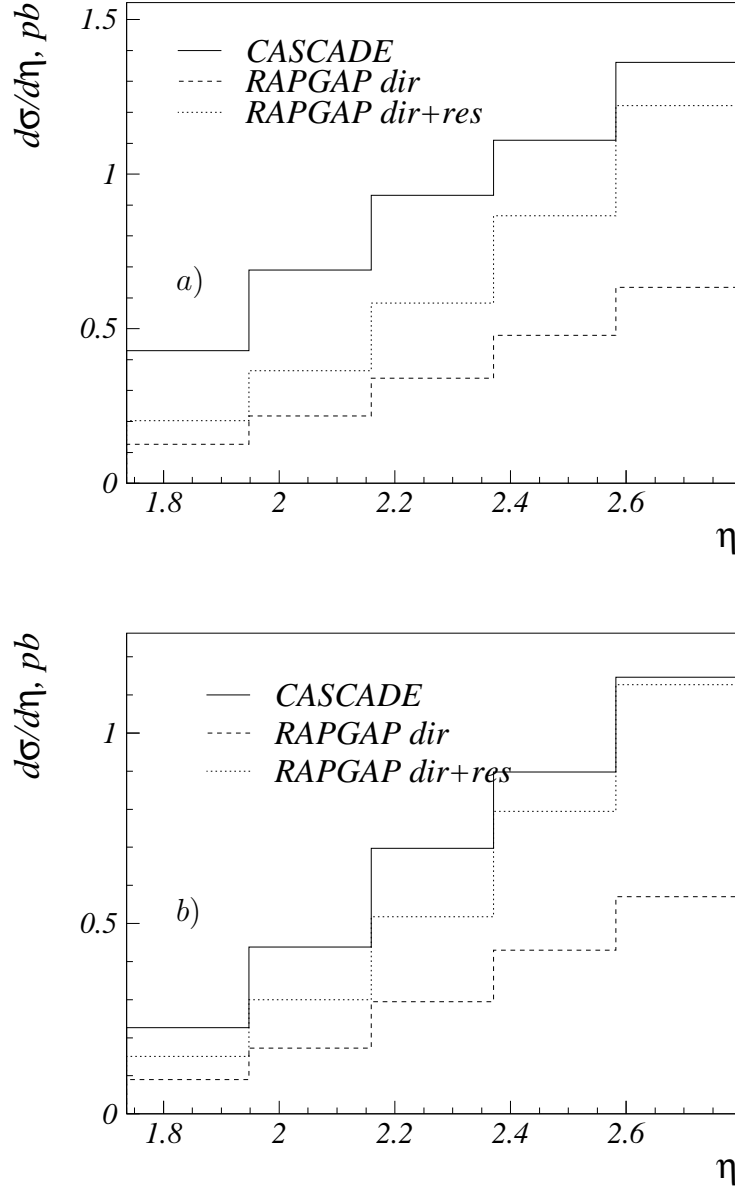 dσ/dη, pb
1.5
1
0.5
0
CASCADE
RAPGAP dir
RAPGAP dir+res
a)
1.8 2 2.2 2.4 2.6
η
dσ/dη, pb
1
0.5
0
CASCADE
RAPGAP dir
RAPGAP dir+res
b)
1.8 2 2.2 2.4 2.6
η